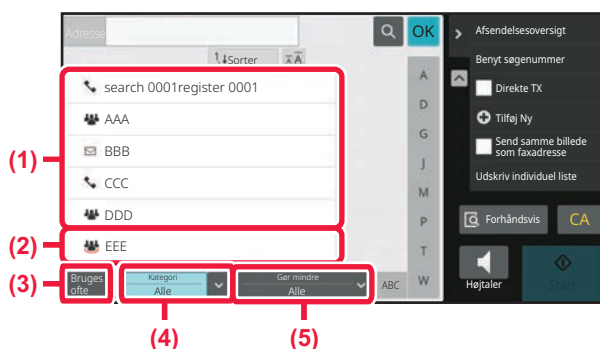 Adresse
OK
Sorter
search 0001register 0001
AAA
BBB
CCC
DDD
EEE
Bruges
ofte
Kategori
Alle
Gør mindre
Alle
ABC
A
D
G
J
M
P
T
W
Afsendelsesoversigt
Benyt søgenummer
Direkte TX
Tilføj Ny
Send samme billede
som faxadresse
Udskriv individuel liste
Forhåndsvis
CA
Højtaler
Start
(1)
(2)
(3)
(4)
(5)